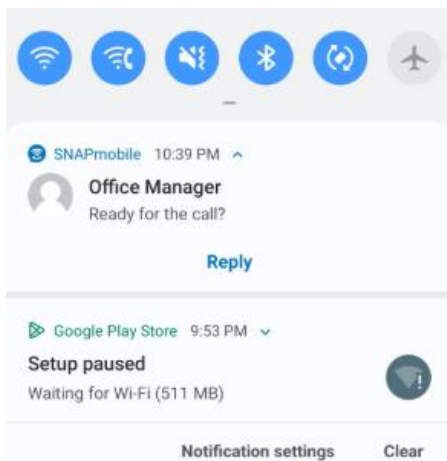 SNAPmobile 10:39 PM
Office Manager
Ready for the call?
Reply
Google Play Store 9:53 PM
Setup paused
Waiting for Wi-Fi (511 MB)
Notification settings Clear